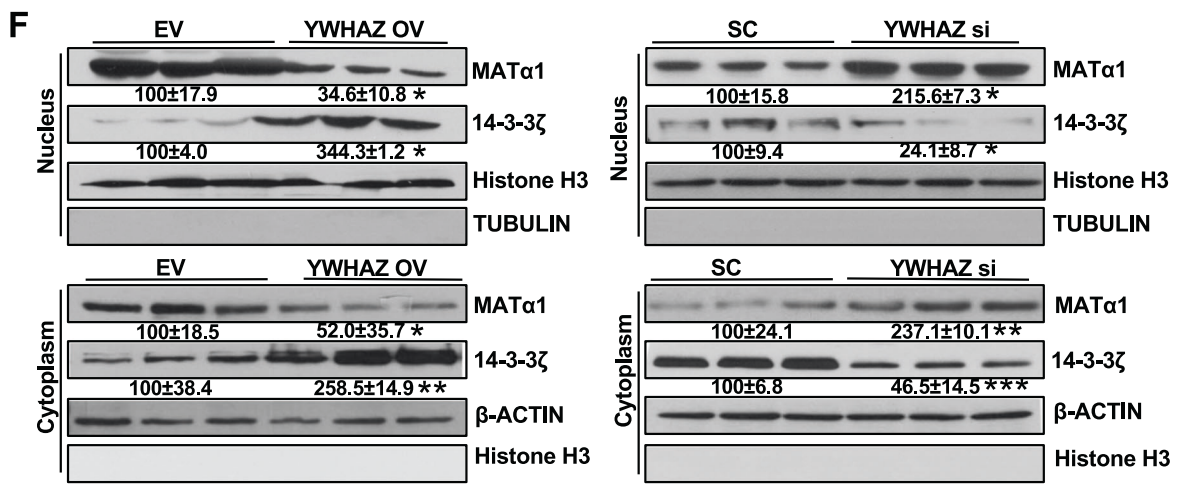 F
EV YWHAZ OV
Nucleus
MATα1
100±17.9 34.6±10.8 *
14-3-3ζ
100±4.0 344.3±1.2 *
Histone H3
TUBULIN
EV YWHAZ OV
Cytoplasm
MATα1
100±18.5 52.0±35.7 *
14-3-3ζ
100±38.4 258.5±14.9 **
β-ACTIN
Histone H3
SC YWHAZ si
Nucleus
MATα1
100±15.8 215.6±7.3 *
14-3-3ζ
100±9.4 24.1±8.7 *
Histone H3
TUBULIN
SC YWHAZ si
Cytoplasm
MATα1
100±24.1 237.1±10.1 **
14-3-3ζ
100±6.8 46.5±14.5 ***
β-ACTIN
Histone H3